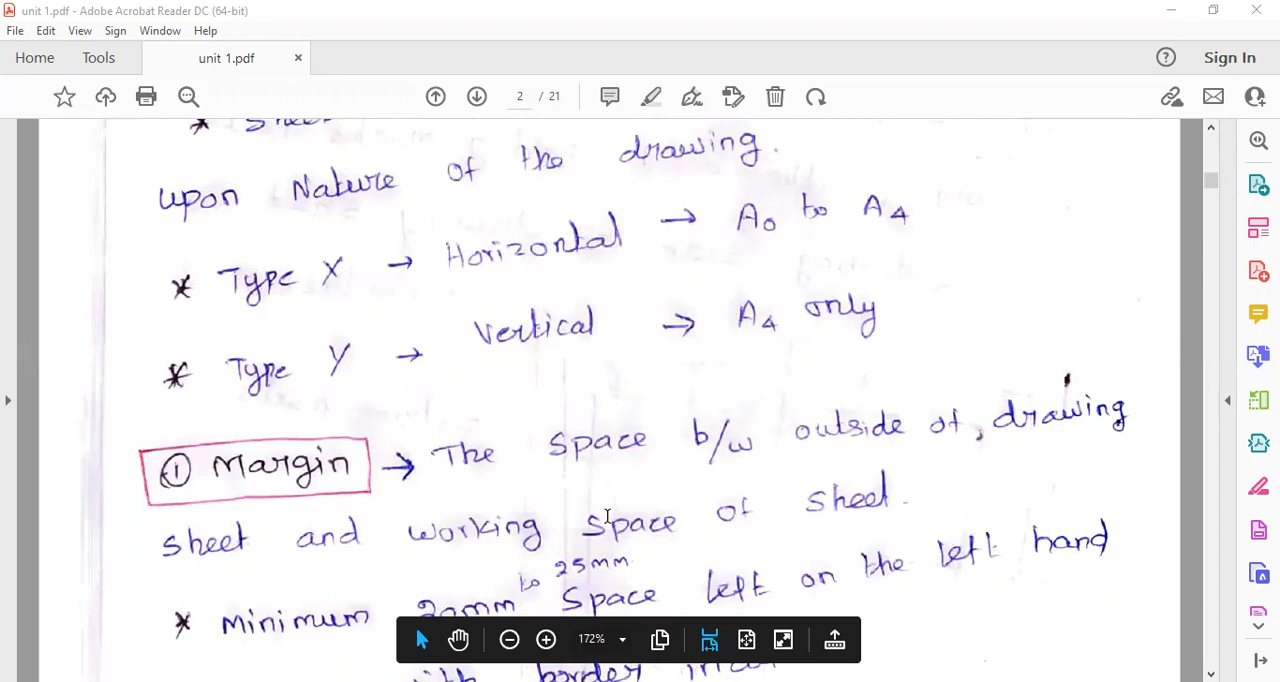 unit 1.pdf - Adobe Acrobat Reader DC (64-bit)
File Edit View Sign Window Help
Home Tools unit 1.pdf Sign In
2 / 21
* Sheet
upon Nature of the drawing.
* Type X → Horizontal → A0 to A4
* Type Y → Vertical → A4 only
① Margin → The space b/w outside of, drawing
sheet and working space of sheet.
to 25mm
* Minimum 20mm space left on the left hand
172%
with border